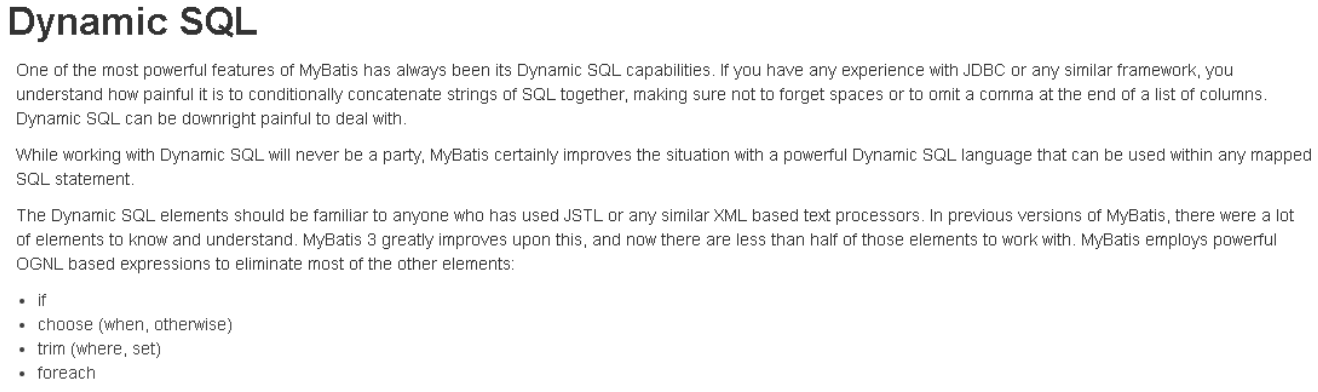 Dynamic SQL
One of the most powerful features of MyBatis has always been its Dynamic SQL capabilities. If you have any experience with JDBC or any similar framework, you
understand how painful it is to conditionally concatenate strings of SQL together, making sure not to forget spaces or to omit a comma at the end of a list of columns.
Dynamic SQL can be downright painful to deal with.
While working with Dynamic SQL will never be a party, MyBatis certainly improves the situation with a powerful Dynamic SQL language that can be used within any mapped
SQL statement.
The Dynamic SQL elements should be familiar to anyone who has used JSTL or any similar XML based text processors. In previous versions of MyBatis, there were a lot
of elements to know and understand. MyBatis 3 greatly improves upon this, and now there are less than half of those elements to work with. MyBatis employs powerful
OGNL based expressions to eliminate most of the other elements:
• if
• choose (when, otherwise)
• trim (where, set)
• foreach